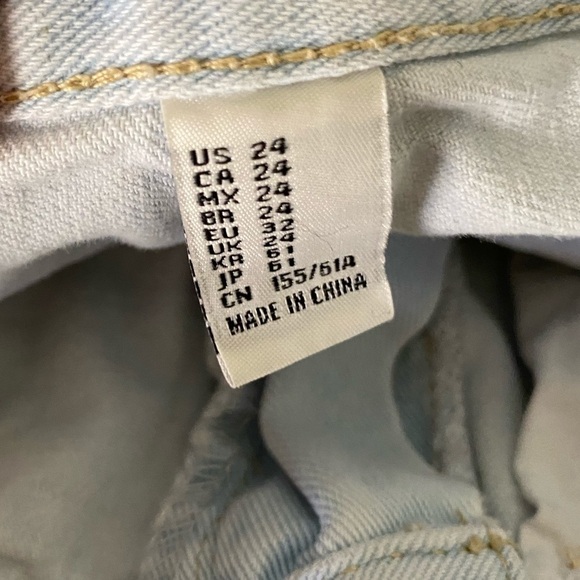 US 24
CA 24
MX 24
BR 24
EU 32
UK 24
KR 61
JP 61
CN 155/61A
MADE IN CHINA